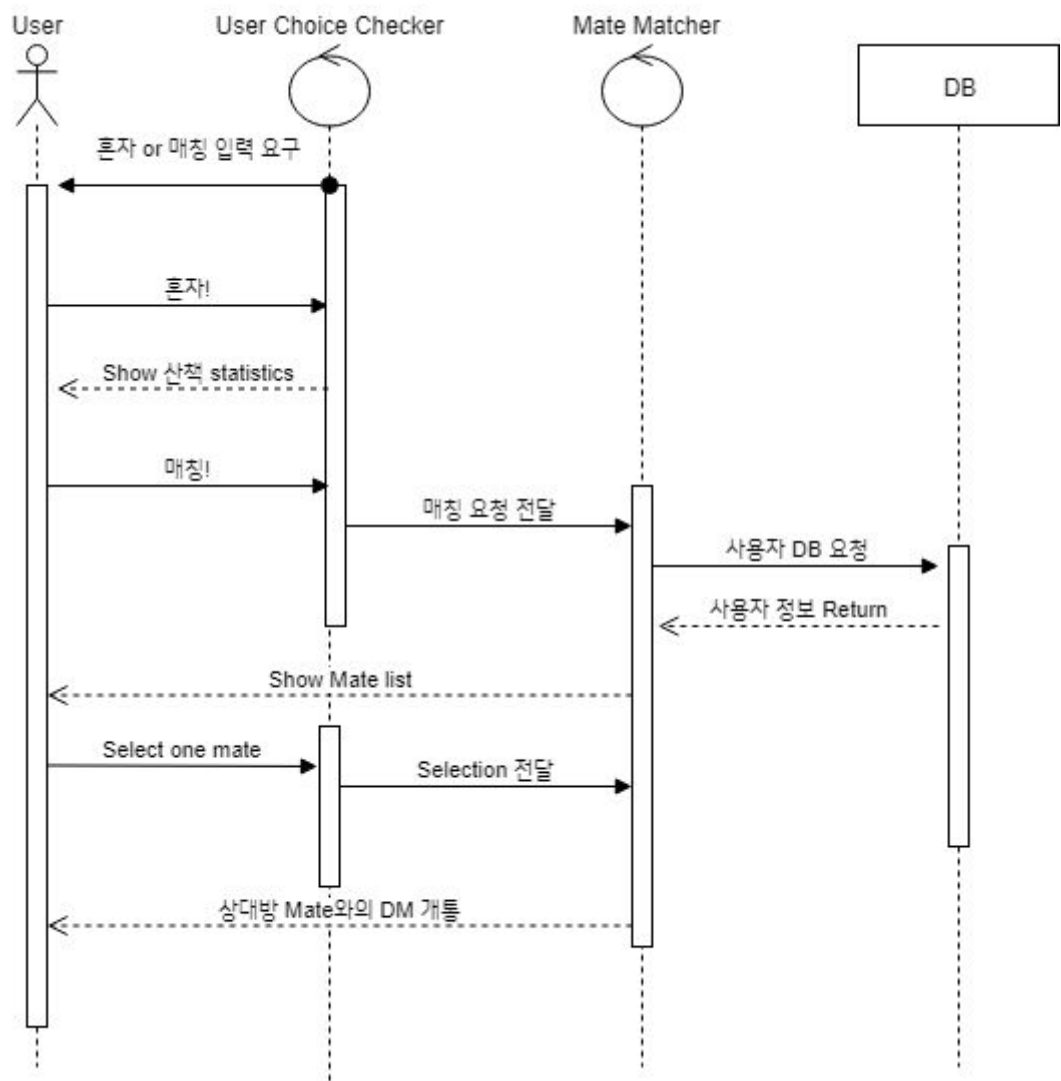 User
User Choice Checker
Mate Matcher
DB
혼자 or 매칭 입력 요구
혼자!
Show 산책 statistics
매칭!
매칭 요청 전달
사용자 DB 요청
사용자 정보 Return
Show Mate list
Select one mate
Selection 전달
상대방 Mate와의 DM 개통